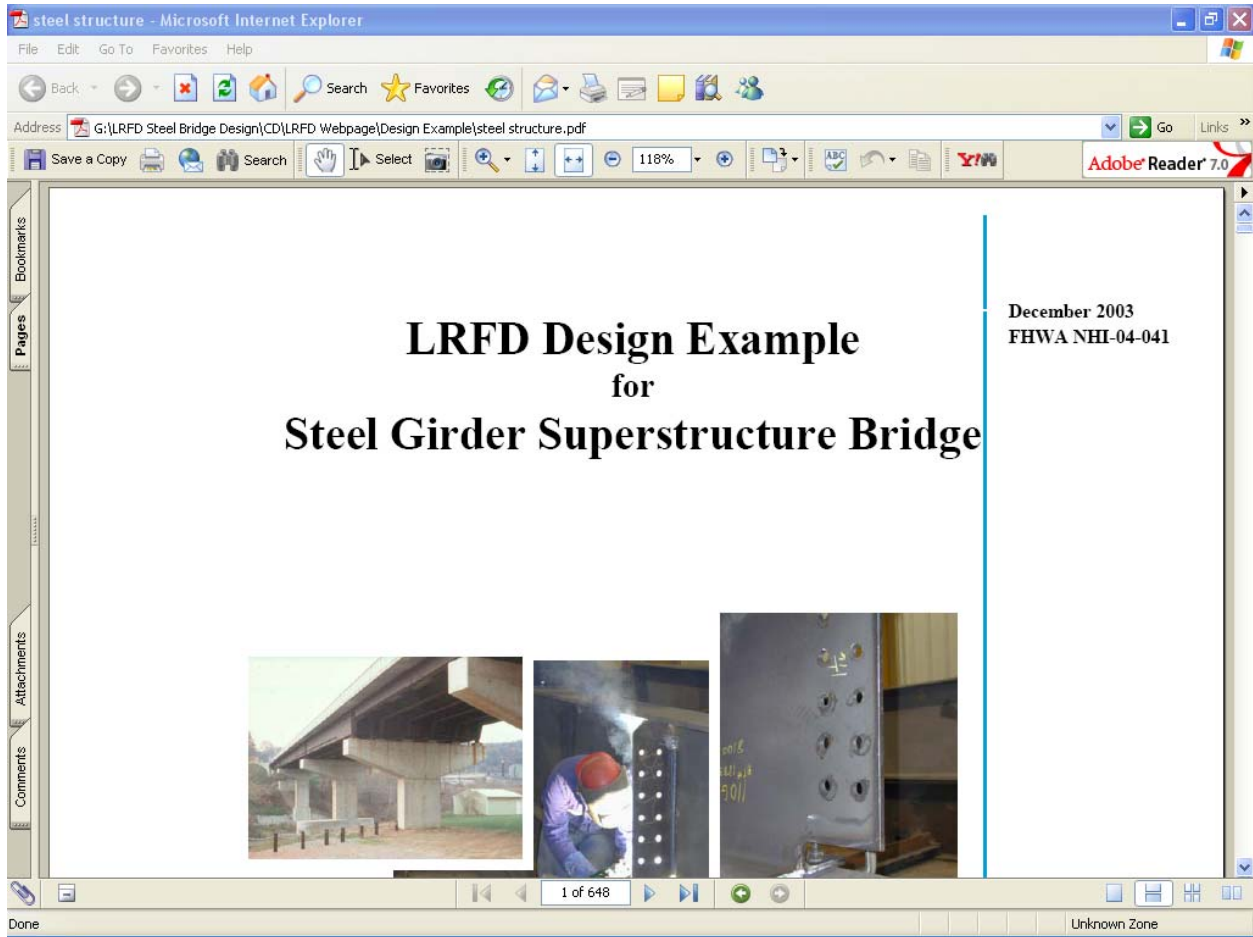 steel structure - Microsoft Internet Explorer
File Edit Go To Favorites Help
Back Search Favorites
Address G:\LRFD Steel Bridge Design\CD\LRFD Webpage\Design Example\steel structure.pdf Go Links »
Save a Copy Search Select 118% ABC Y! Adobe® Reader® 7.0
Bookmarks
Pages
Attachments
Comments
December 2003
FHWA NHI-04-041
LRFD Design Example
for
Steel Girder Superstructure Bridge
1 of 648
Done Unknown Zone